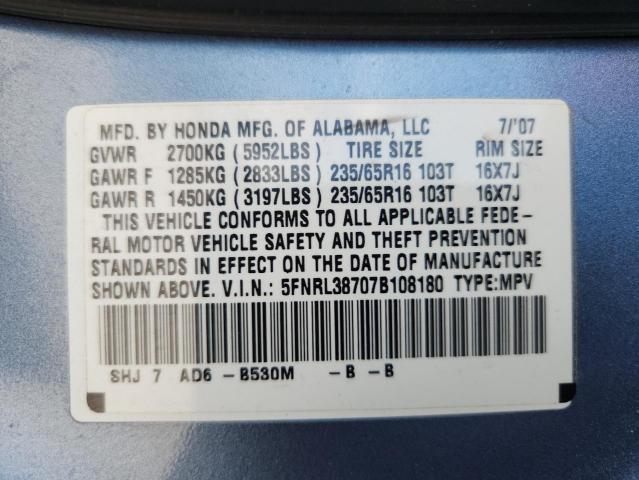 MFD. BY HONDA MFG. OF ALABAMA, LLC 7/'07
GVWR 2700KG (5952LBS) TIRE SIZE RIM SIZE
GAWR F 1285KG (2833LBS) 235/65R16 103T 16X7J
GAWR R 1450KG (3197LBS) 235/65R16 103T 16X7J
THIS VEHICLE CONFORMS TO ALL APPLICABLE FEDE-
RAL MOTOR VEHICLE SAFETY AND THEFT PREVENTION
STANDARDS IN EFFECT ON THE DATE OF MANUFACTURE
SHOWN ABOVE. V.I.N.: 5FNRL38707B108180 TYPE:MPV
SHJ 7 AD6 -B530M -B -B